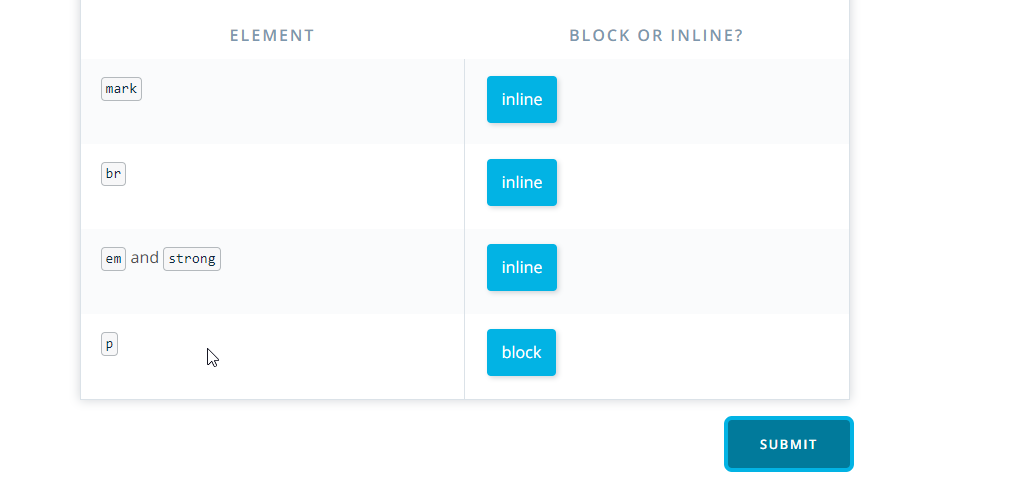 ELEMENT BLOCK OR INLINE?
mark inline
br inline
em and strong inline
p block
SUBMIT